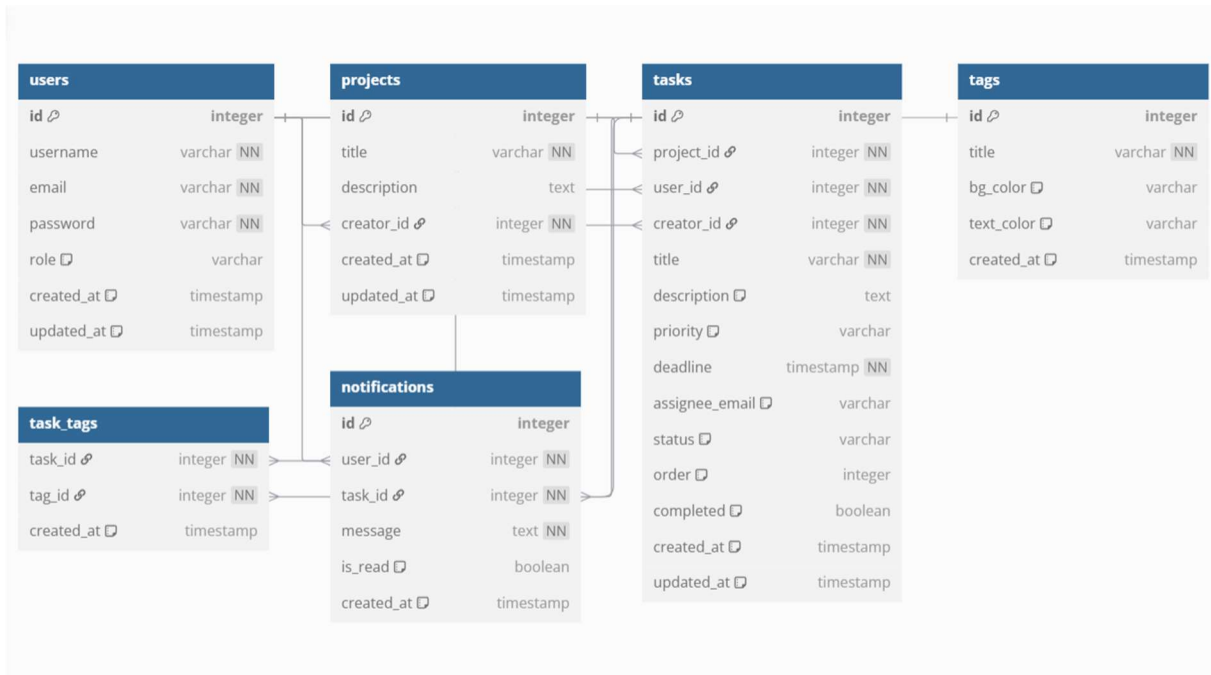 users
id integer
username varchar NN
email varchar NN
password varchar NN
role varchar
created_at timestamp
updated_at timestamp
projects
id integer
title varchar NN
description text
creator_id integer NN
created_at timestamp
updated_at timestamp
tasks
id integer
project_id integer NN
user_id integer NN
creator_id integer NN
title varchar NN
description text
priority varchar
deadline timestamp NN
assignee_email varchar
status varchar
order integer
completed boolean
created_at timestamp
updated_at timestamp
tags
id integer
title varchar NN
bg_color varchar
text_color varchar
created_at timestamp
task_tags
task_id integer NN
tag_id integer NN
created_at timestamp
notifications
id integer
user_id integer NN
task_id integer NN
message text NN
is_read boolean
created_at timestamp